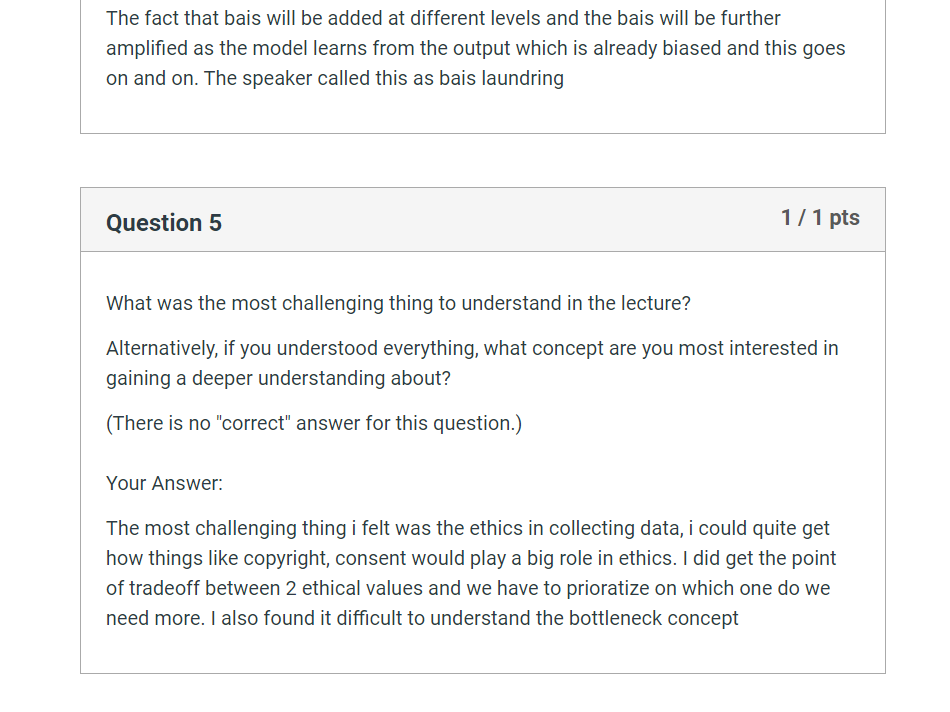 The fact that bais will be added at different levels and the bais will be further
amplified as the model learns from the output which is already biased and this goes
on and on. The speaker called this as bais laundring
Question 5
1 / 1 pts
What was the most challenging thing to understand in the lecture?
Alternatively, if you understood everything, what concept are you most interested in
gaining a deeper understanding about?
(There is no "correct" answer for this question.)
Your Answer:
The most challenging thing i felt was the ethics in collecting data, i could quite get
how things like copyright, consent would play a big role in ethics. I did get the point
of tradeoff between 2 ethical values and we have to prioratize on which one do we
need more. I also found it difficult to understand the bottleneck concept